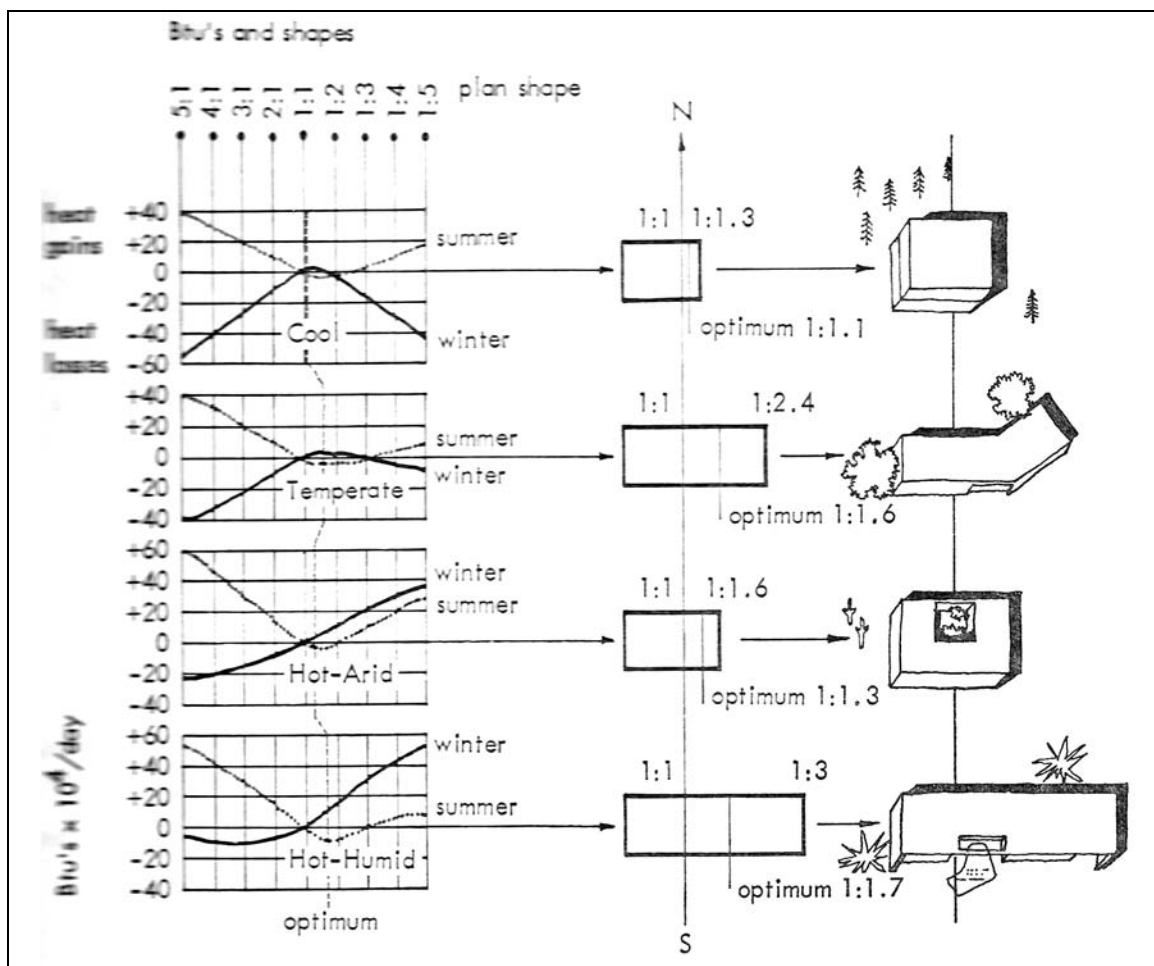 Btu's and shapes
5:1 4:1 3:1 2:1 1:1 1:2 1:3 1:4 1:5 plan shape
N
heat gains
heat losses
+40
+20
0
-20
-40
-60
summer
winter
Cool
1:1 1:1.3
optimum 1:1.1
+40
+20
0
-20
-40
summer
winter
Temperate
1:1 1:2.4
optimum 1:1.6
+60
+40
+20
0
-20
-40
winter
summer
Hot-Arid
1:1 1:1.6
optimum 1:1.3
Btu's x 10⁴/day
+60
+40
+20
0
-20
-40
winter
summer
Hot-Humid
1:1 1:3
optimum 1:1.7
optimum
S